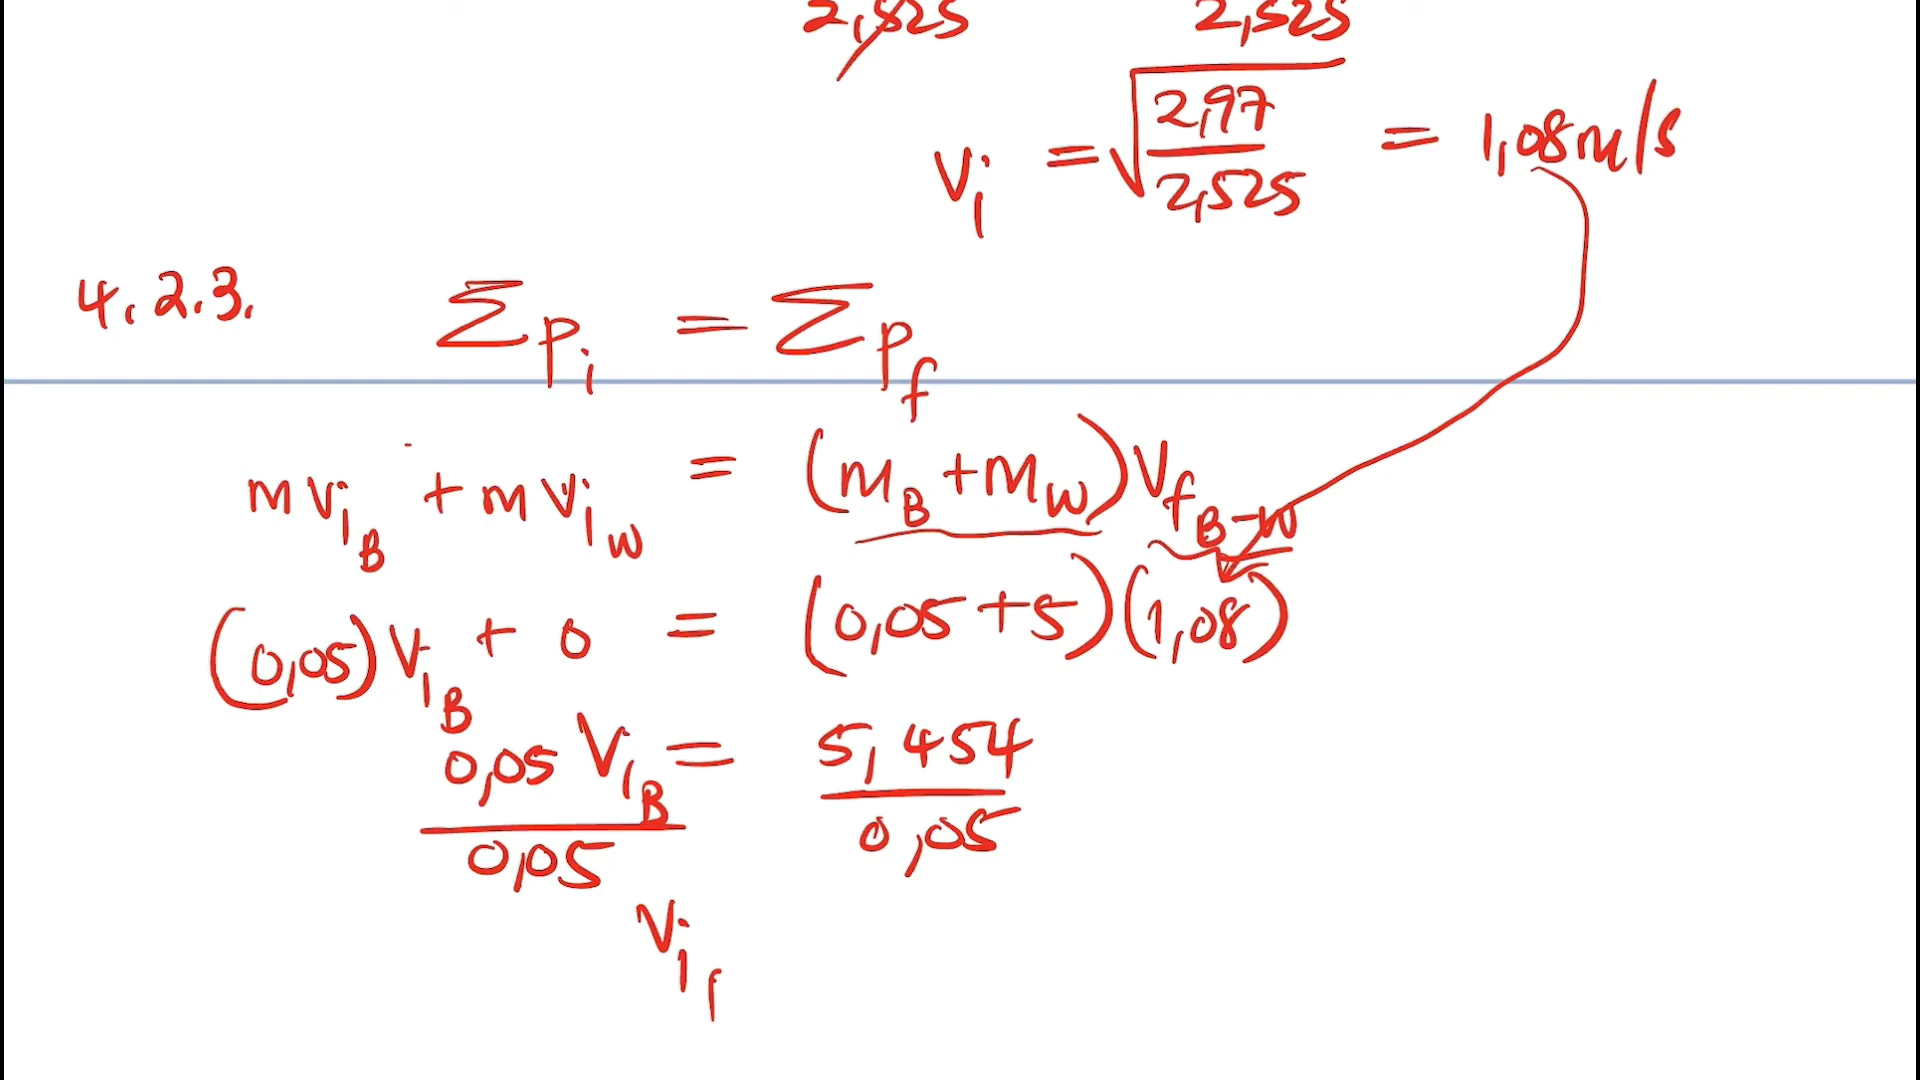 2,525 2,525
Vi = √(2,97 / 2,525) = 1,08m/s
4.2.3. Σpi = Σpf
mViB + mViW = (mB + mW)VfB-W
(0,05)ViB + 0 = (0,05 + 5)(1,08)
0,05 ViB = 5,454
0,05 0,05
Vi